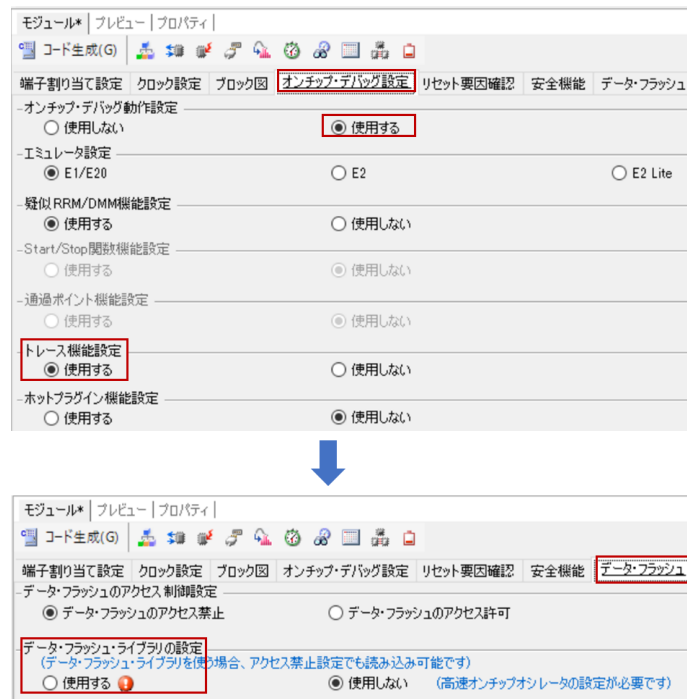 モジュール* プレビュー プロパティ
コード生成(G)
端子割り当て設定 クロック設定 ブロック図 オンチップ・デバッグ設定 リセット要因確認 安全機能 データ・フラッシュ
オンチップ・デバッグ動作設定
使用しない 使用する
エミュレータ設定
E1/E20 E2 E2 Lite
疑似RRM/DMM機能設定
使用する 使用しない
Start/Stop関数機能設定
使用する 使用しない
通過ポイント機能設定
使用する 使用しない
トレース機能設定
使用する 使用しない
ホットプラグイン機能設定
使用する 使用しない
モジュール* プレビュー プロパティ
コード生成(G)
端子割り当て設定 クロック設定 ブロック図 オンチップ・デバッグ設定 リセット要因確認 安全機能 データ・フラッシュ
データ・フラッシュのアクセス制御設定
データ・フラッシュのアクセス禁止 データ・フラッシュのアクセス許可
データ・フラッシュ・ライブラリの設定
(データ・フラッシュ・ライブラリを使う場合、アクセス禁止設定でも読み込み可能です)
使用する 使用しない (高速オンチップオシレータの設定が必要です)